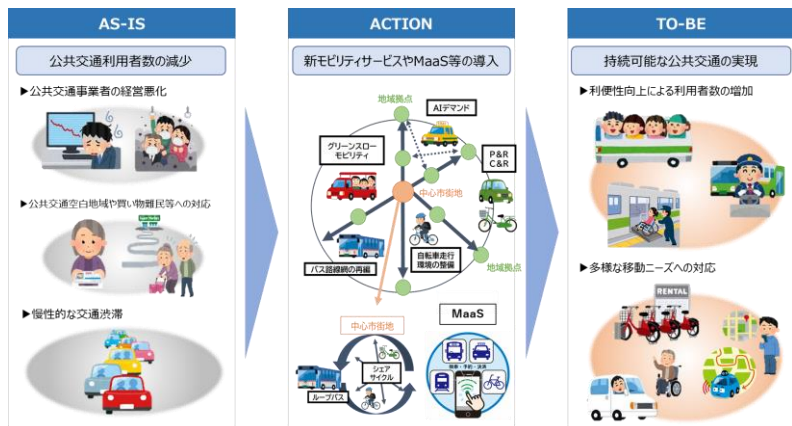 AS-IS
公共交通利用者数の減少
▶公共交通事業者の経営悪化
▶公共交通空白地域や買い物難民等への対応
▶慢性的な交通渋滞
ACTION
新モビリティサービスやMaaS等の導入
地域拠点
AIデマンド
グリーンスロー
モビリティ
P&R
C&R
中心市街地
バス路線網の再編
自転車走行
環境の整備
地域拠点
中心市街地
シェア
サイクル
ループバス
MaaS
検索・予約・決済
TO-BE
持続可能な公共交通の実現
▶利便性向上による利用者数の増加
▶多様な移動ニーズへの対応
RENTAL